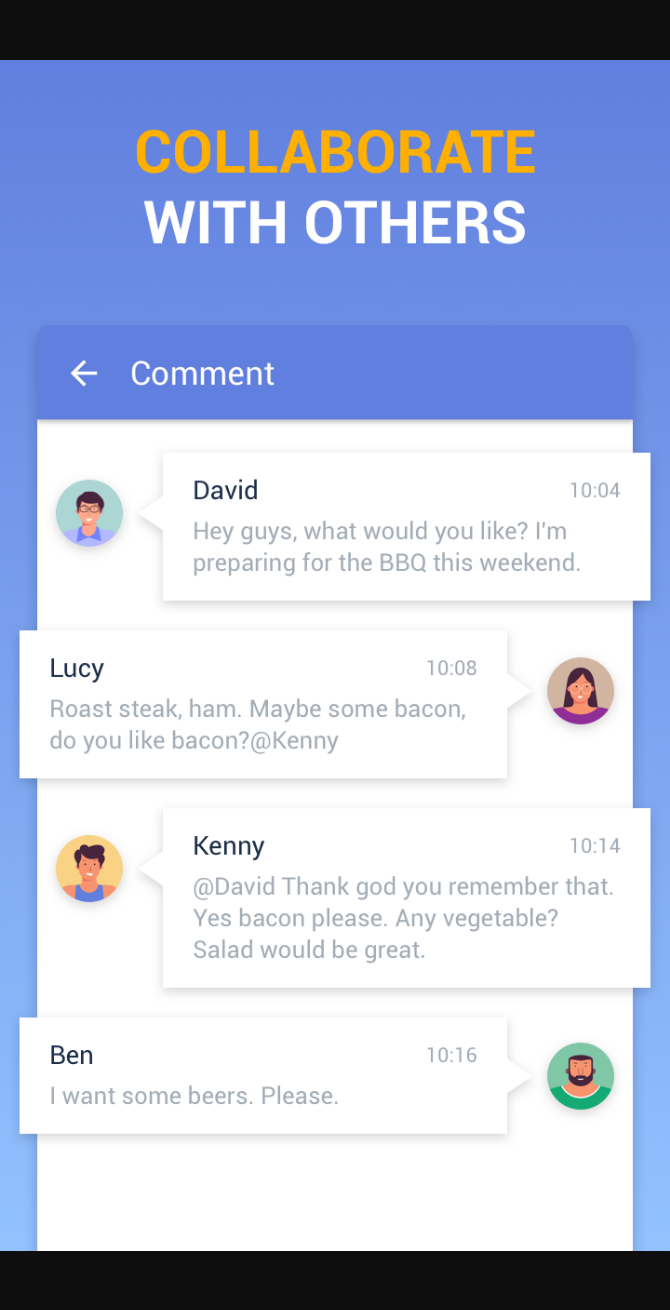 COLLABORATE
WITH OTHERS
Comment
David 10:04
Hey guys, what would you like? I'm
preparing for the BBQ this weekend.
Lucy 10:08
Roast steak, ham. Maybe some bacon,
do you like bacon?@Kenny
Kenny 10:14
@David Thank god you remember that.
Yes bacon please. Any vegetable?
Salad would be great.
Ben 10:16
I want some beers. Please.